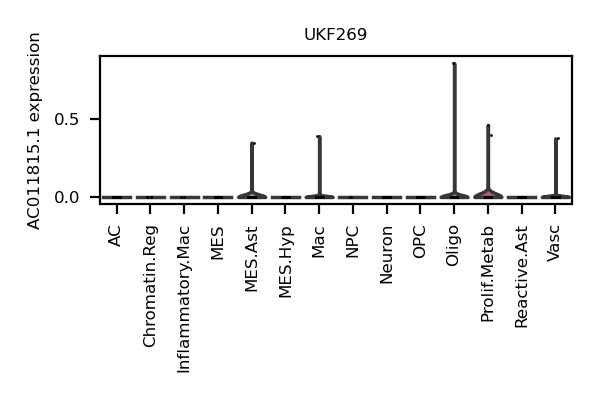 UKF269
AC011815.1 expression
0.5
0.0
AC
Chromatin.Reg
Inflammatory.Mac
MES
MES.Ast
MES.Hyp
Mac
NPC
Neuron
OPC
Oligo
Prolif.Metab
Reactive.Ast
Vasc